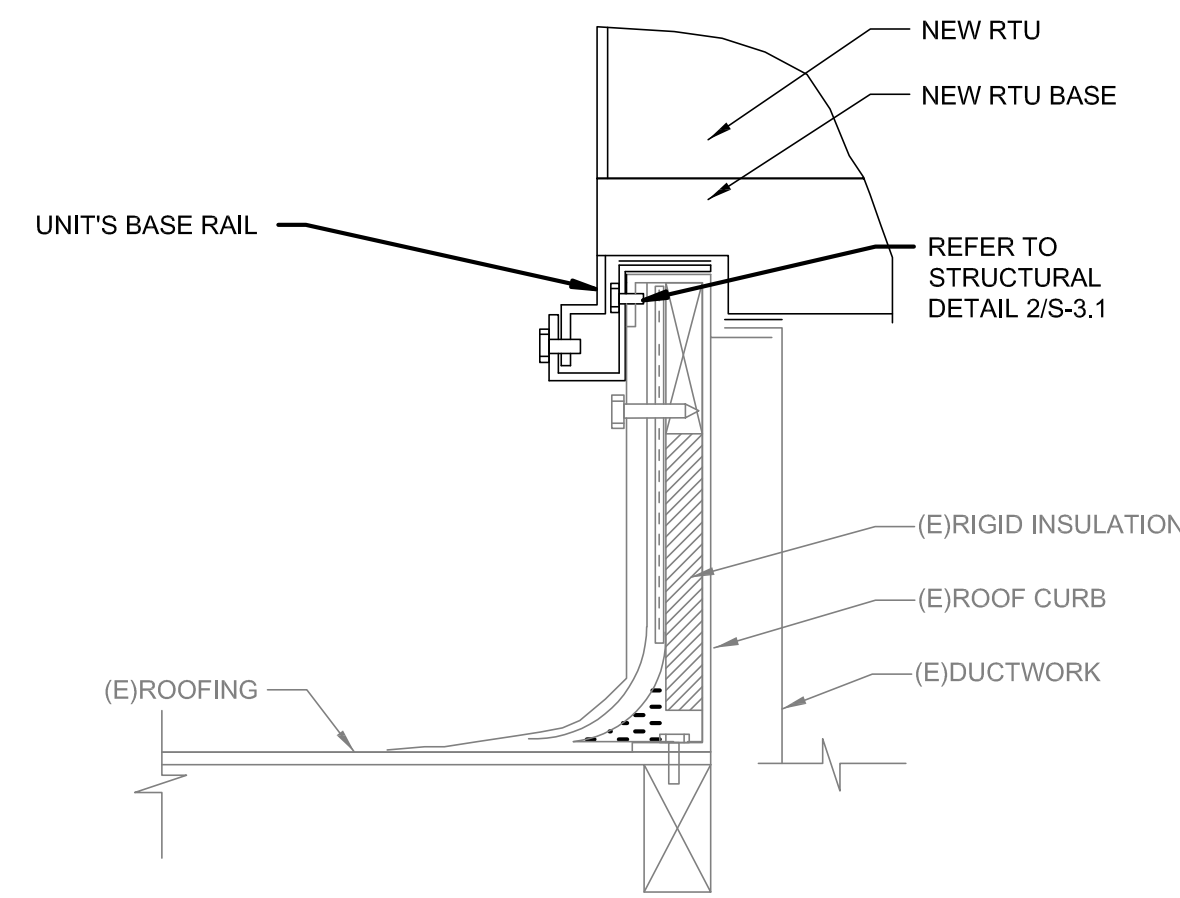 NEW RTU
NEW RTU BASE
UNIT'S BASE RAIL
REFER TO
STRUCTURAL
DETAIL 2/S-3.1
(E)RIGID INSULATION
(E)ROOF CURB
(E)DUCTWORK
(E)ROOFING